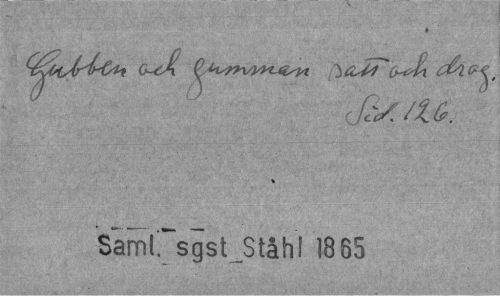 Gubben och gumman satt och drog.
Sid. 126.
Saml. sgst Ståhl 1865